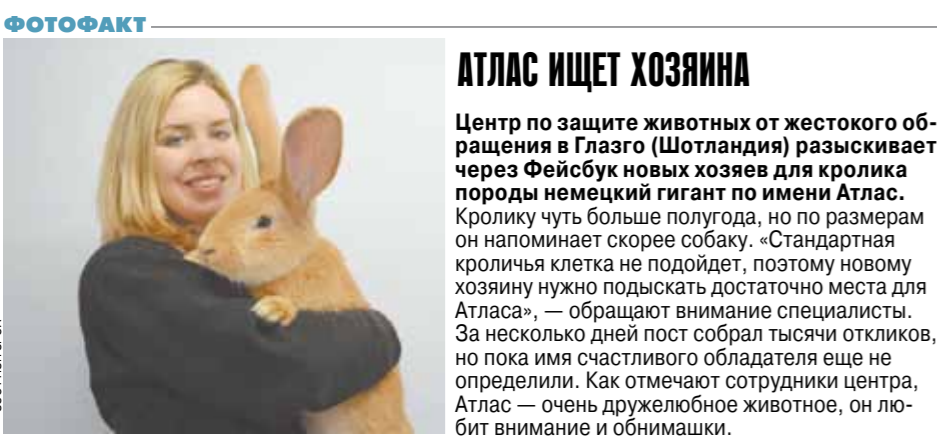 ФОТОФАКТ
АТЛАС ИЩЕТ ХОЗЯИНА
Центр по защите животных от жестокого об-
ращения в Глазго (Шотландия) разыскивает
через Фейсбук новых хозяев для кролика
породы немецкий гигант по имени Атлас.
Кролику чуть больше полугода, но по размерам
он напоминает скорее собаку. «Стандартная
кроличья клетка не подойдет, поэтому новому
хозяину нужно подыскать достаточно места для
Атласа», — обращают внимание специалисты.
За несколько дней пост собрал тысячи откликов,
но пока имя счастливого обладателя еще не
определили. Как отмечают сотрудники центра,
Атлас — очень дружелюбное животное, он лю-
бит внимание и обнимашки.